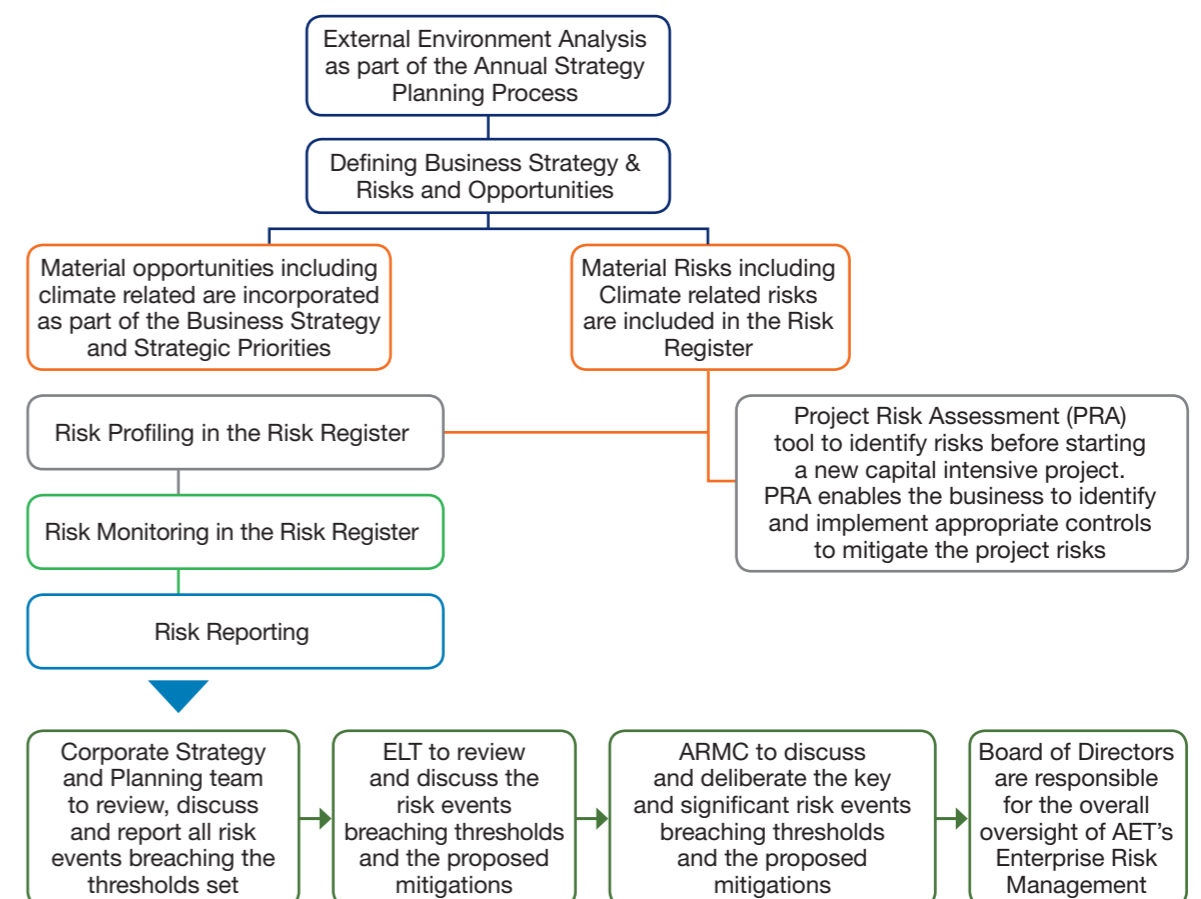 External Environment Analysis
as part of the Annual Strategy
Planning Process
Defining Business Strategy &
Risks and Opportunities
Material opportunities including
climate related are incorporated
as part of the Business Strategy
and Strategic Priorities
Material Risks including
Climate related risks
are included in the Risk
Register
Risk Profiling in the Risk Register
Project Risk Assessment (PRA)
tool to identify risks before starting
a new capital intensive project.
PRA enables the business to identify
and implement appropriate controls
to mitigate the project risks
Risk Monitoring in the Risk Register
Risk Reporting
Corporate Strategy
and Planning team
to review, discuss
and report all risk
events breaching the
thresholds set
ELT to review
and discuss the
risk events
breaching thresholds
and the proposed
mitigations
ARMC to discuss
and deliberate the key
and significant risk events
breaching thresholds
and the proposed
mitigations
Board of Directors
are responsible
for the overall
oversight of AET’s
Enterprise Risk
Management